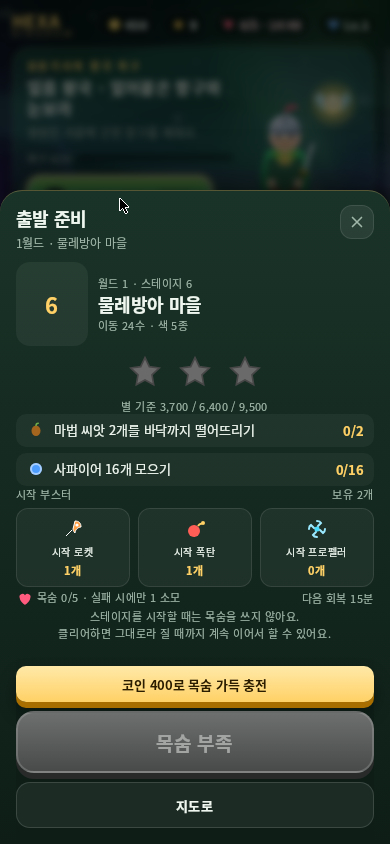 출발 준비
1월드 · 물레방아 마을
6
월드 1 · 스테이지 6
물레방아 마을
이동 24수 · 색 5종
별 기준 3,700 / 6,400 / 9,500
마법 씨앗 2개를 바닥까지 떨어뜨리기 0/2
사파이어 16개 모으기 0/16
시작 부스터 보유 2개
시작 로켓 시작 폭탄 시작 프로펠러
1개 1개 0개
목숨 0/5 · 실패 시에만 1 소모 다음 회복 15분
스테이지를 시작할 때는 목숨을 쓰지 않아요.
클리어하면 그대로라 질 때까지 계속 이어서 할 수 있어요.
코인 400로 목숨 가득 충전
목숨 부족
지도로